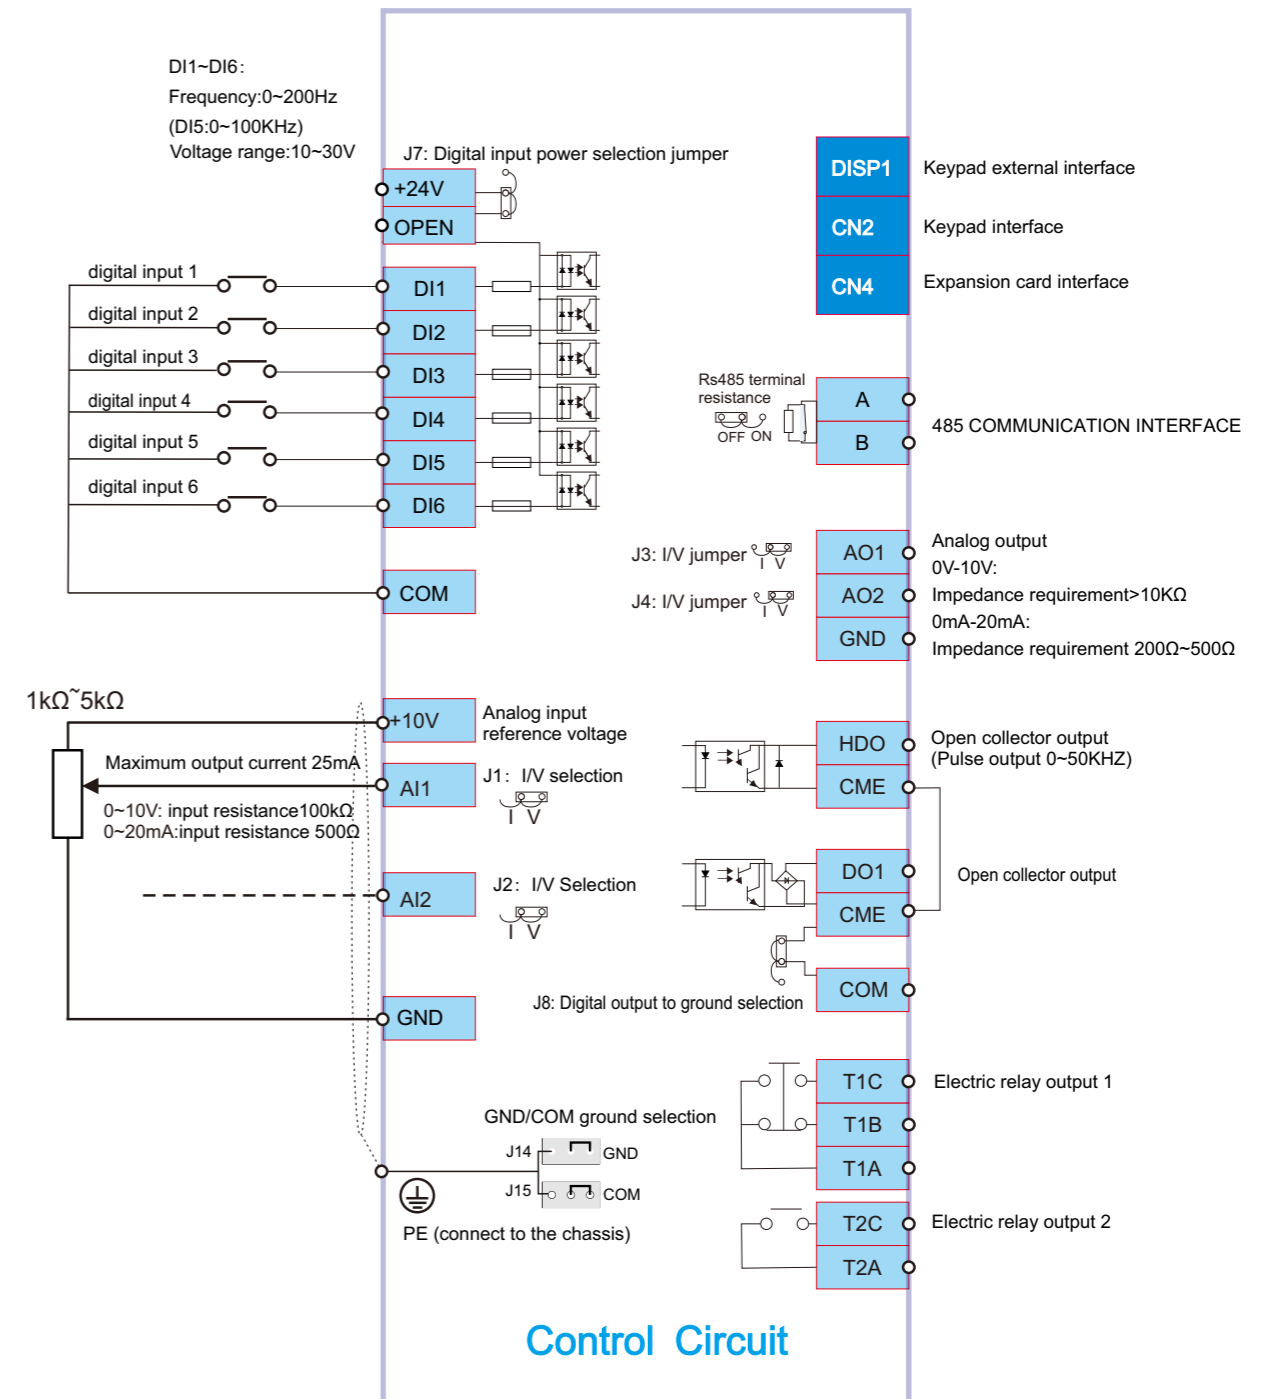 DI1~DI6:
Frequency:0~200Hz
(DI5:0~100KHz)
Voltage range:10~30V
J7: Digital input power selection jumper
+24V
OPEN
digital input 1
DI1
digital input 2
DI2
digital input 3
DI3
digital input 4
DI4
digital input 5
DI5
digital input 6
DI6
COM
1kΩ~5kΩ
+10V
Analog input
reference voltage
Maximum output current 25mA
AI1
J1: I/V selection
I V
0~10V: input resistance100kΩ
0~20mA:input resistance 500Ω
AI2
J2: I/V Selection
I V
GND
GND/COM ground selection
J14
GND
J15
COM
PE (connect to the chassis)
DISP1
Keypad external interface
CN2
Keypad interface
CN4
Expansion card interface
Rs485 terminal
resistance
OFF ON
A
B
485 COMMUNICATION INTERFACE
J3: I/V jumper
I V
J4: I/V jumper
I V
AO1
AO2
GND
Analog output
0V-10V:
Impedance requirement>10KΩ
0mA-20mA:
Impedance requirement 200Ω~500Ω
HDO
CME
Open collector output
(Pulse output 0~50KHZ)
DO1
CME
Open collector output
COM
J8: Digital output to ground selection
T1C
Electric relay output 1
T1B
T1A
T2C
Electric relay output 2
T2A
Control Circuit